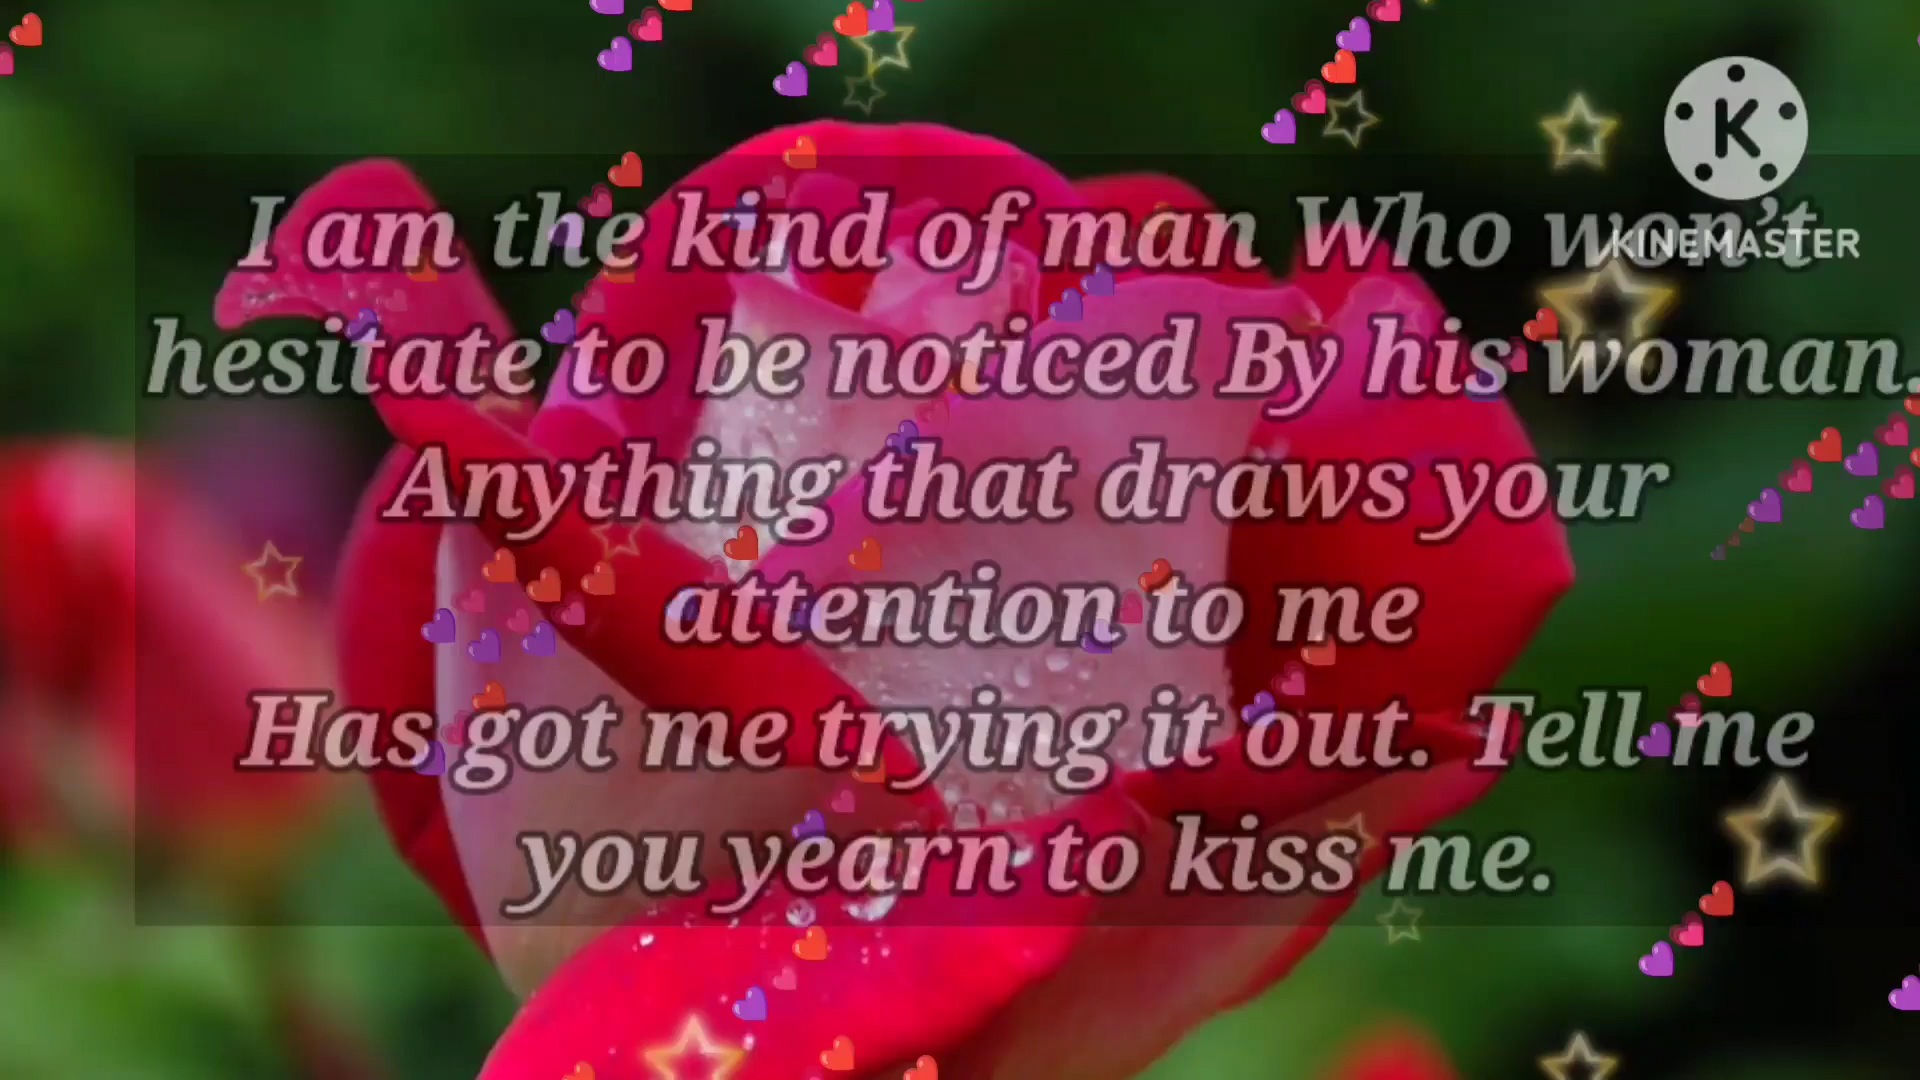 I am the kind of man Who won't
KINEMASTER
hesitate to be noticed By his woman.
Anything that draws your
attention to me
Has got me trying it out. Tell me
you yearn to kiss me.